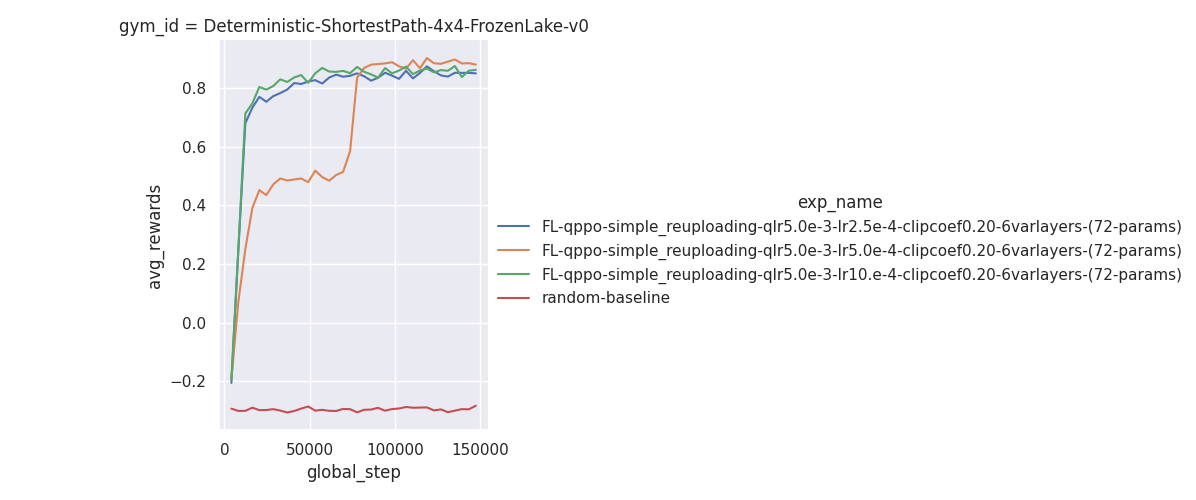 gym_id = Deterministic-ShortestPath-4x4-FrozenLake-v0
avg_rewards
0.8
0.6
0.4
0.2
0.0
−0.2
0
50000
100000
150000
global_step
exp_name
FL-qppo-simple_reuploading-qlr5.0e-3-lr2.5e-4-clipcoef0.20-6varlayers-(72-params)
FL-qppo-simple_reuploading-qlr5.0e-3-lr5.0e-4-clipcoef0.20-6varlayers-(72-params)
FL-qppo-simple_reuploading-qlr5.0e-3-lr10.e-4-clipcoef0.20-6varlayers-(72-params)
random-baseline